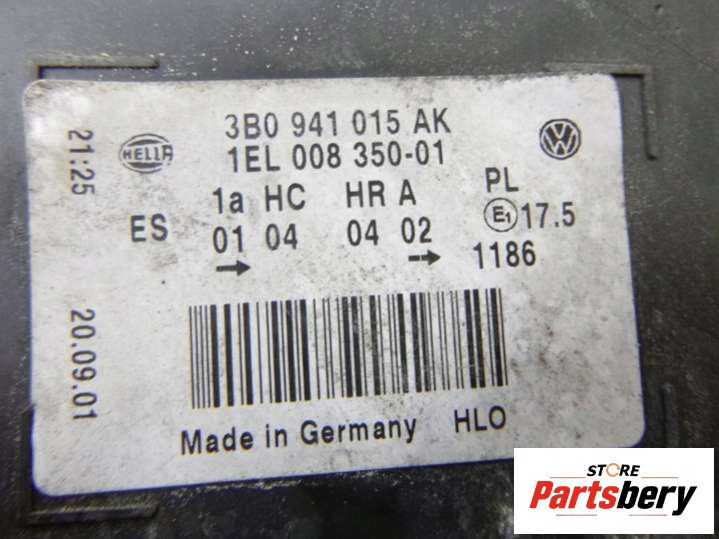 3B0 941 015 AK
HELLA 1EL 008 350-01
21:25
1a HC HR A PL
ES 01 04 04 02 E1 17.5
1186
20.09.01
Made in Germany HLO
STORE
Partsbery